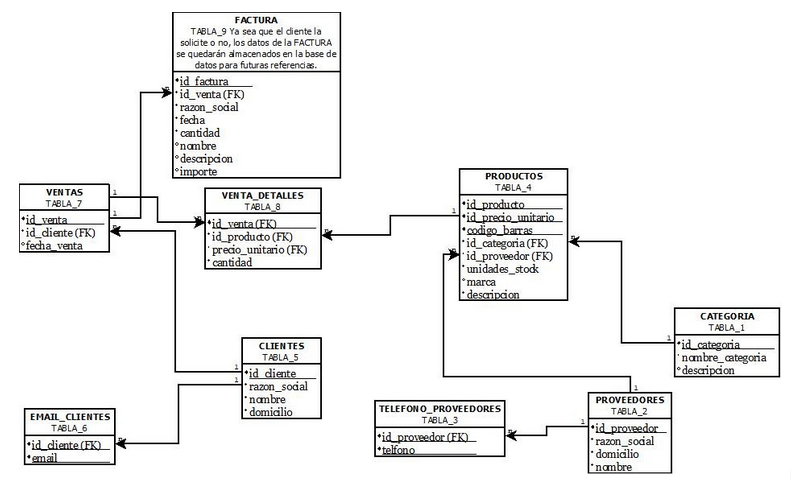 FACTURA
TABLA_9 Ya sea que el cliente la
solicite o no, los datos de la FACTURA
se quedarán almacenados en la base de
datos para futuras referencias.
id_factura
id_venta (FK)
razon_social
fecha
cantidad
nombre
descripcion
importe
VENTAS
TABLA_7
id_venta
id_cliente (FK)
fecha_venta
1
1
n
n
n
VENTA_DETALLES
TABLA_8
id_venta (FK)
id_producto (FK)
precio_unitario (FK)
cantidad
n
1
PRODUCTOS
TABLA_4
id_producto
id_precio_unitario
codigo_barras
id_categoria (FK)
id_proveedor (FK)
unidades_stock
marca
descripcion
n
n
CATEGORIA
TABLA_1
id_categoria
nombre_categoria
descripcion
1
CLIENTES
TABLA_5
id_cliente
razon_social
nombre
domicilio
1
1
EMAIL_CLIENTES
TABLA_6
id_cliente (FK)
email
n
TELEFONO_PROVEEDORES
TABLA_3
id_proveedor (FK)
telfono
n
1
1
PROVEEDORES
TABLA_2
id_proveedor
razon_social
domicilio
nombre